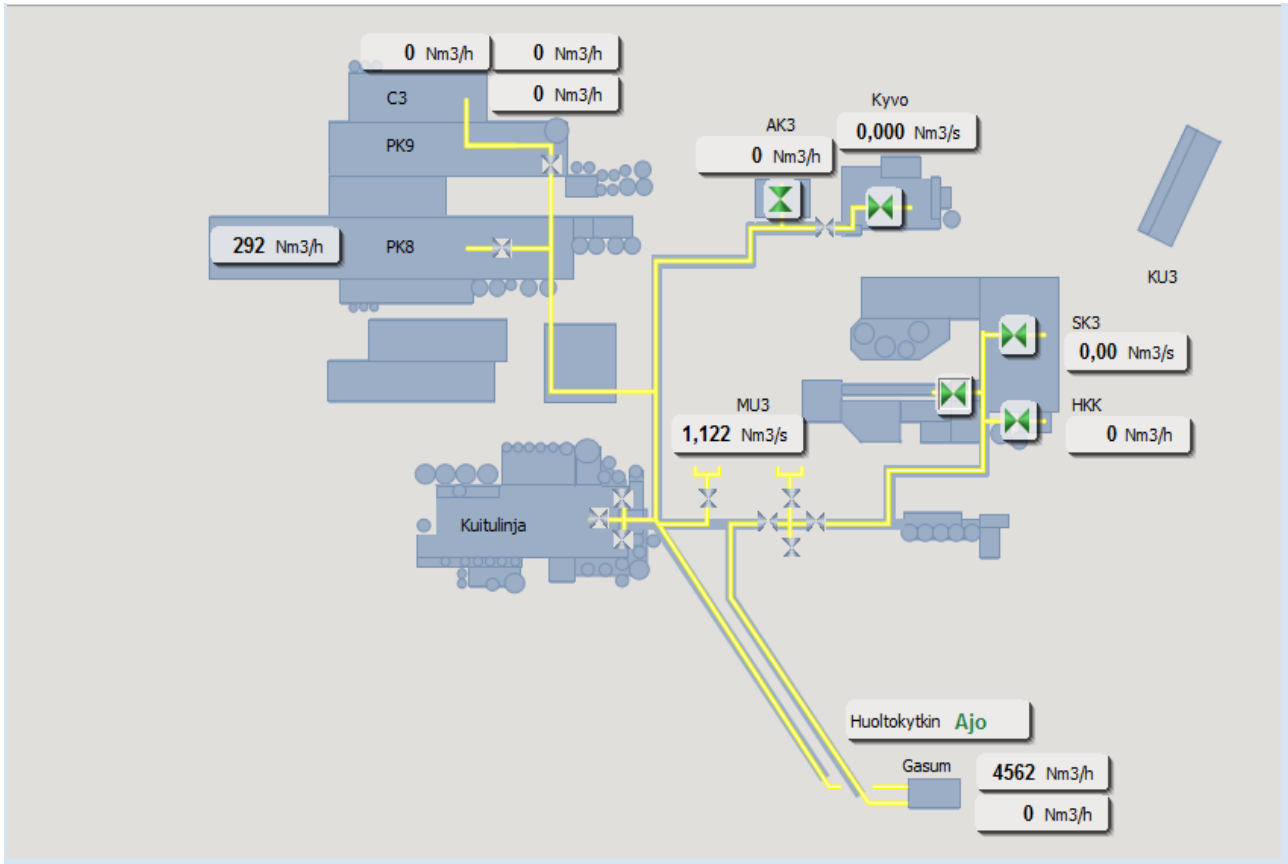 0 Nm3/h
0 Nm3/h
C3
0 Nm3/h
Kyvo
AK3
0,000 Nm3/s
PK9
0 Nm3/h
292 Nm3/h
PK8
KU3
SK3
0,00 Nm3/s
MU3
HKK
1,122 Nm3/s
0 Nm3/h
Kuitulinja
Huoltokytkin Ajo
Gasum
4562 Nm3/h
0 Nm3/h